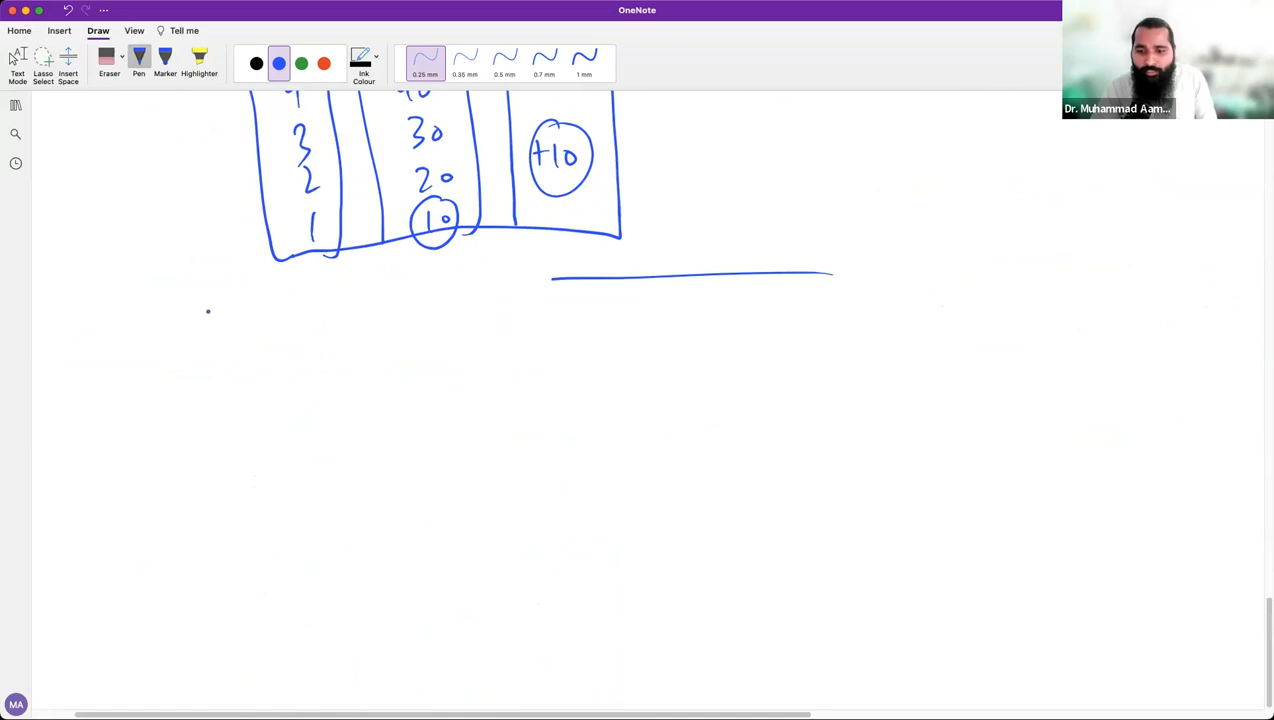 OneNote
Home Insert Draw View Tell me
Text Mode
Lasso Select
Insert Space
Eraser
Pen
Marker
Highlighter
Ink Colour
0.25 mm
0.35 mm
0.5 mm
0.7 mm
1 mm
Dr. Muhammad Aam...
4 40
3 30
2 20
1 10
+10
MA